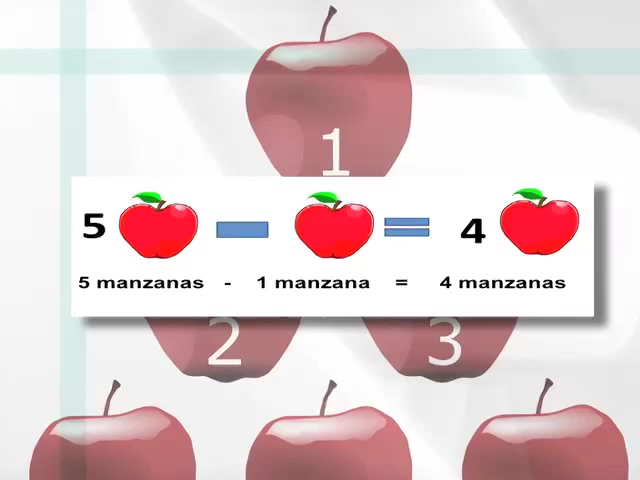 1
5 - = 4
5 manzanas - 1 manzana = 4 manzanas
2 3